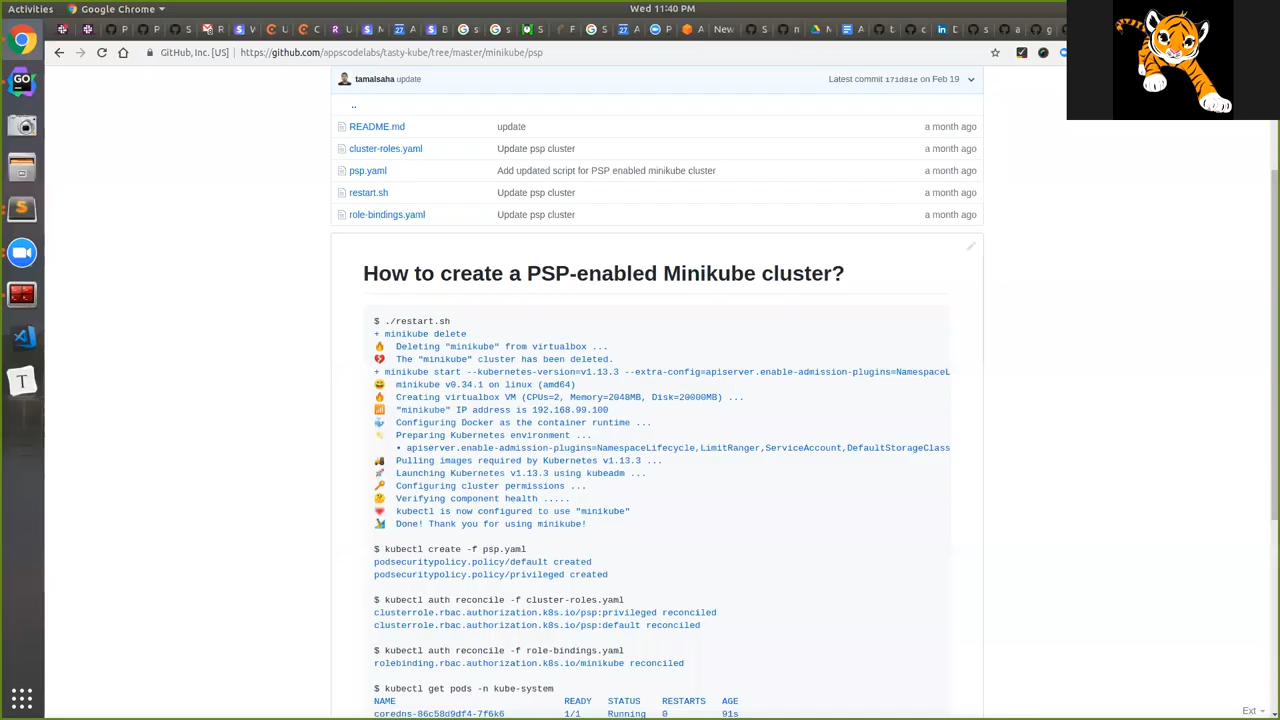 Activities
Google Chrome
Wed 11:40 PM
GitHub, Inc. [US]
https://github.com/appscodelabs/tasty-kube/tree/master/minikube/psp
tamalsaha update
Latest commit 171d81e on Feb 19
..
README.md update a month ago
cluster-roles.yaml Update psp cluster a month ago
psp.yaml Add updated script for PSP enabled minikube cluster a month ago
restart.sh Update psp cluster a month ago
role-bindings.yaml Update psp cluster a month ago
How to create a PSP-enabled Minikube cluster?
$ ./restart.sh
+ minikube delete
Deleting "minikube" from virtualbox ...
The "minikube" cluster has been deleted.
+ minikube start --kubernetes-version=v1.13.3 --extra-config=apiserver.enable-admission-plugins=NamespaceL
minikube v0.34.1 on linux (amd64)
Creating virtualbox VM (CPUs=2, Memory=2048MB, Disk=20000MB) ...
"minikube" IP address is 192.168.99.100
Configuring Docker as the container runtime ...
Preparing Kubernetes environment ...
• apiserver.enable-admission-plugins=NamespaceLifecycle,LimitRanger,ServiceAccount,DefaultStorageClass
Pulling images required by Kubernetes v1.13.3 ...
Launching Kubernetes v1.13.3 using kubeadm ...
Configuring cluster permissions ...
Verifying component health .....
kubectl is now configured to use "minikube"
Done! Thank you for using minikube!
$ kubectl create -f psp.yaml
podsecuritypolicy.policy/default created
podsecuritypolicy.policy/privileged created
$ kubectl auth reconcile -f cluster-roles.yaml
clusterrole.rbac.authorization.k8s.io/psp:privileged reconciled
clusterrole.rbac.authorization.k8s.io/psp:default reconciled
$ kubectl auth reconcile -f role-bindings.yaml
rolebinding.rbac.authorization.k8s.io/minikube reconciled
$ kubectl get pods -n kube-system
NAME READY STATUS RESTARTS AGE
coredns-86c58d9df4-7f6k6 1/1 Running 0 91s
Ext